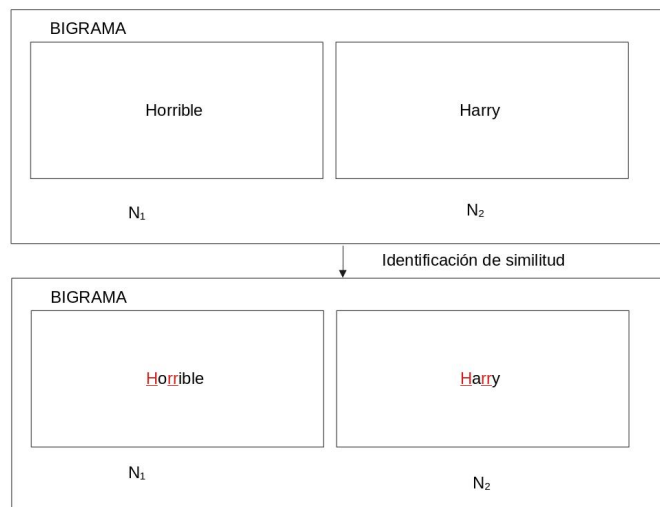 BIGRAMA
Horrible Harry
N₁ N₂
Identificación de similitud
BIGRAMA
Horrible Harry
N₁ N₂